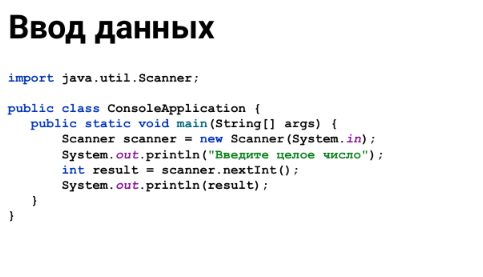 Ввод данных
import java.util.Scanner;
public class ConsoleApplication {
public static void main(String[] args) {
Scanner scanner = new Scanner(System.in);
System.out.println("Введите целое число");
int result = scanner.nextInt();
System.out.println(result);
}
}